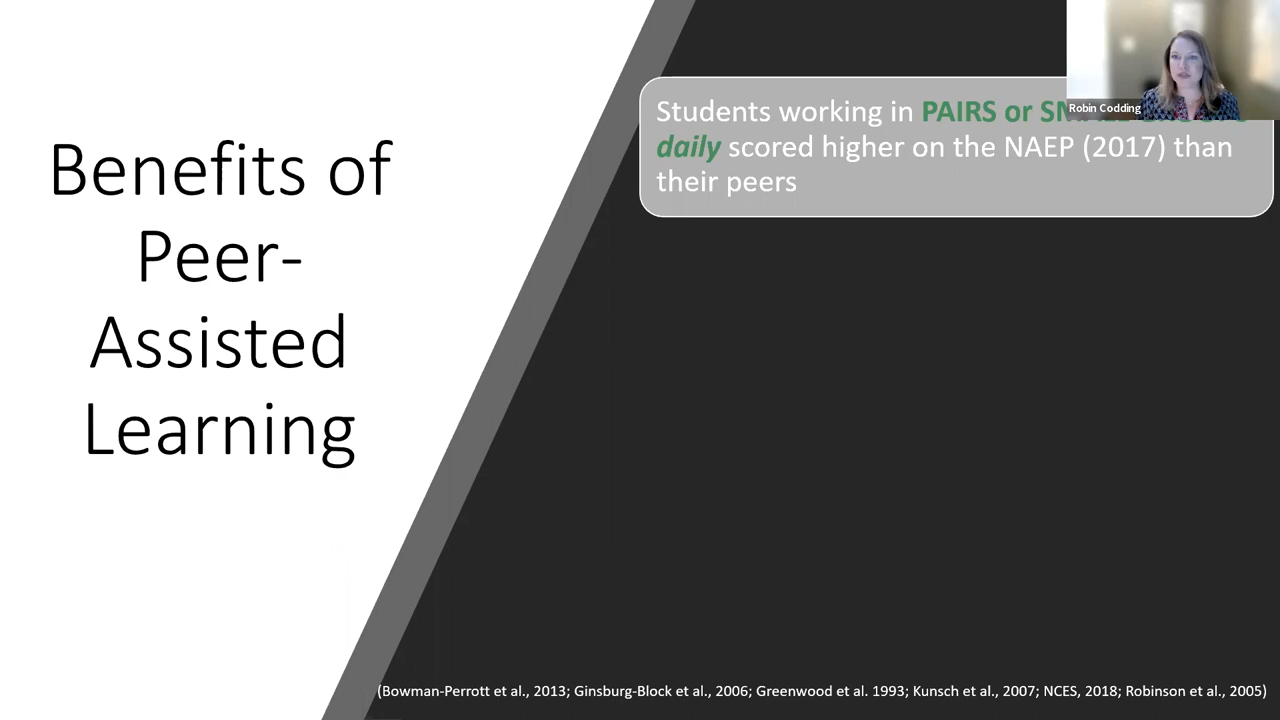 Benefits of
Peer-
Assisted
Learning
Robin Codding
Students working in PAIRS or
daily scored higher on the NAEP (2017) than
their peers
(Bowman-Perrott et al., 2013; Ginsburg-Block et al., 2006; Greenwood et al. 1993; Kunsch et al., 2007; NCES, 2018; Robinson et al., 2005)